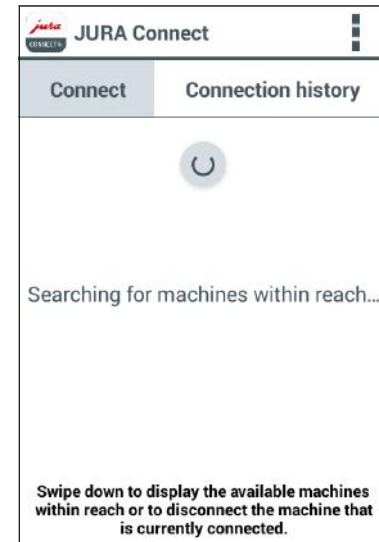 jura
CONNECT®
JURA Connect
Connect
Connection history
Searching for machines within reach...
Swipe down to display the available machines
within reach or to disconnect the machine that
is currently connected.